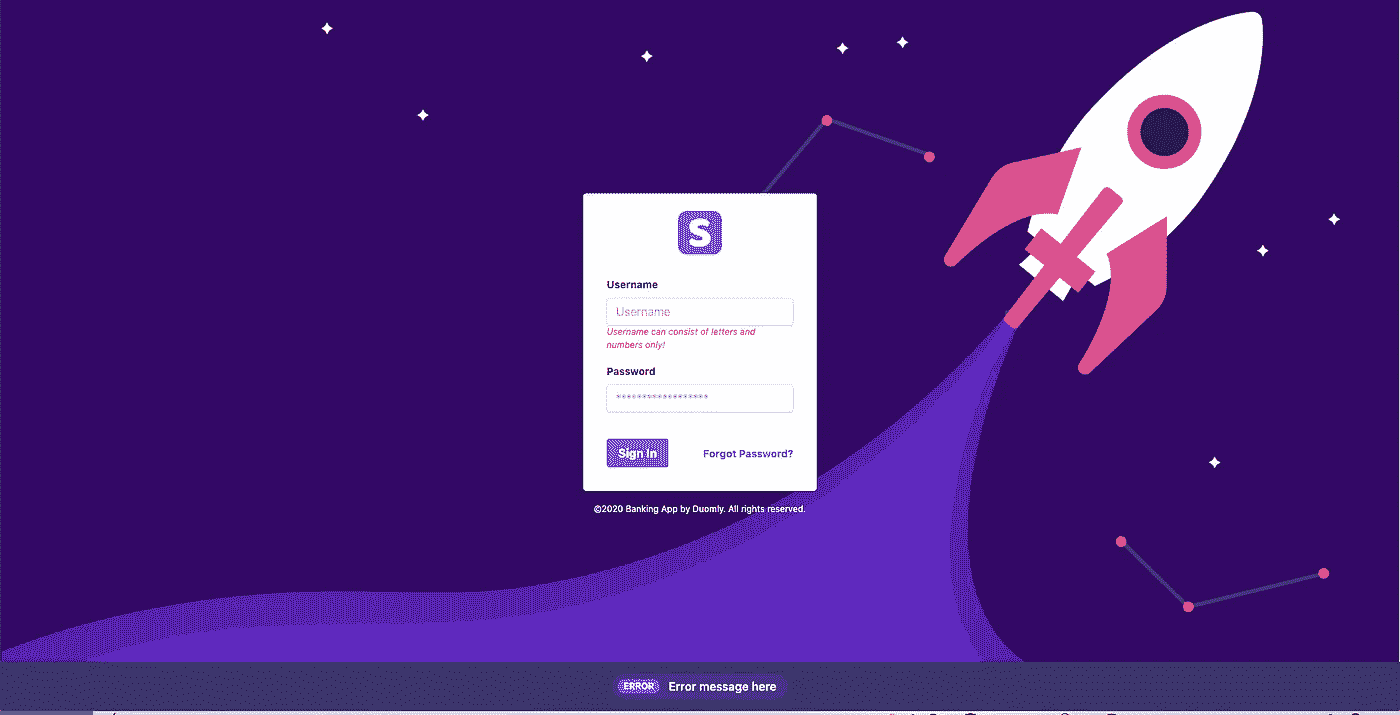 S
Username
Username
Username can consist of letters and
numbers only!
Password
******************
Sign In
Forgot Password?
©2020 Banking App by Duomly. All rights reserved.
ERROR Error message here